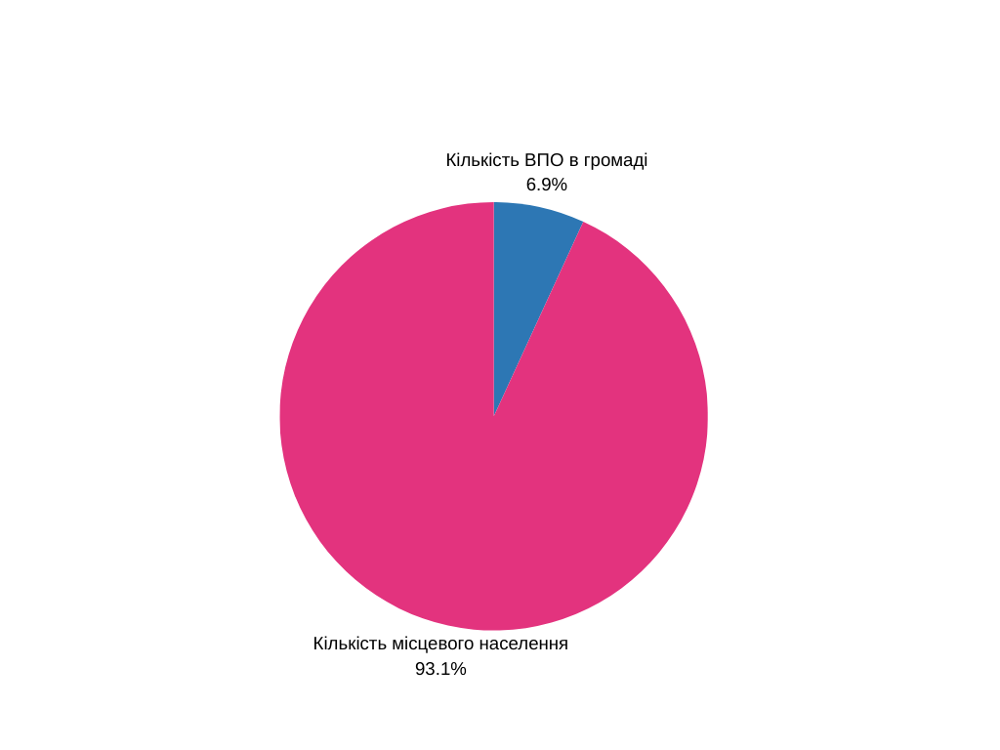 Кількість ВПО в громаді
6.9%
Кількість місцевого населення
93.1%